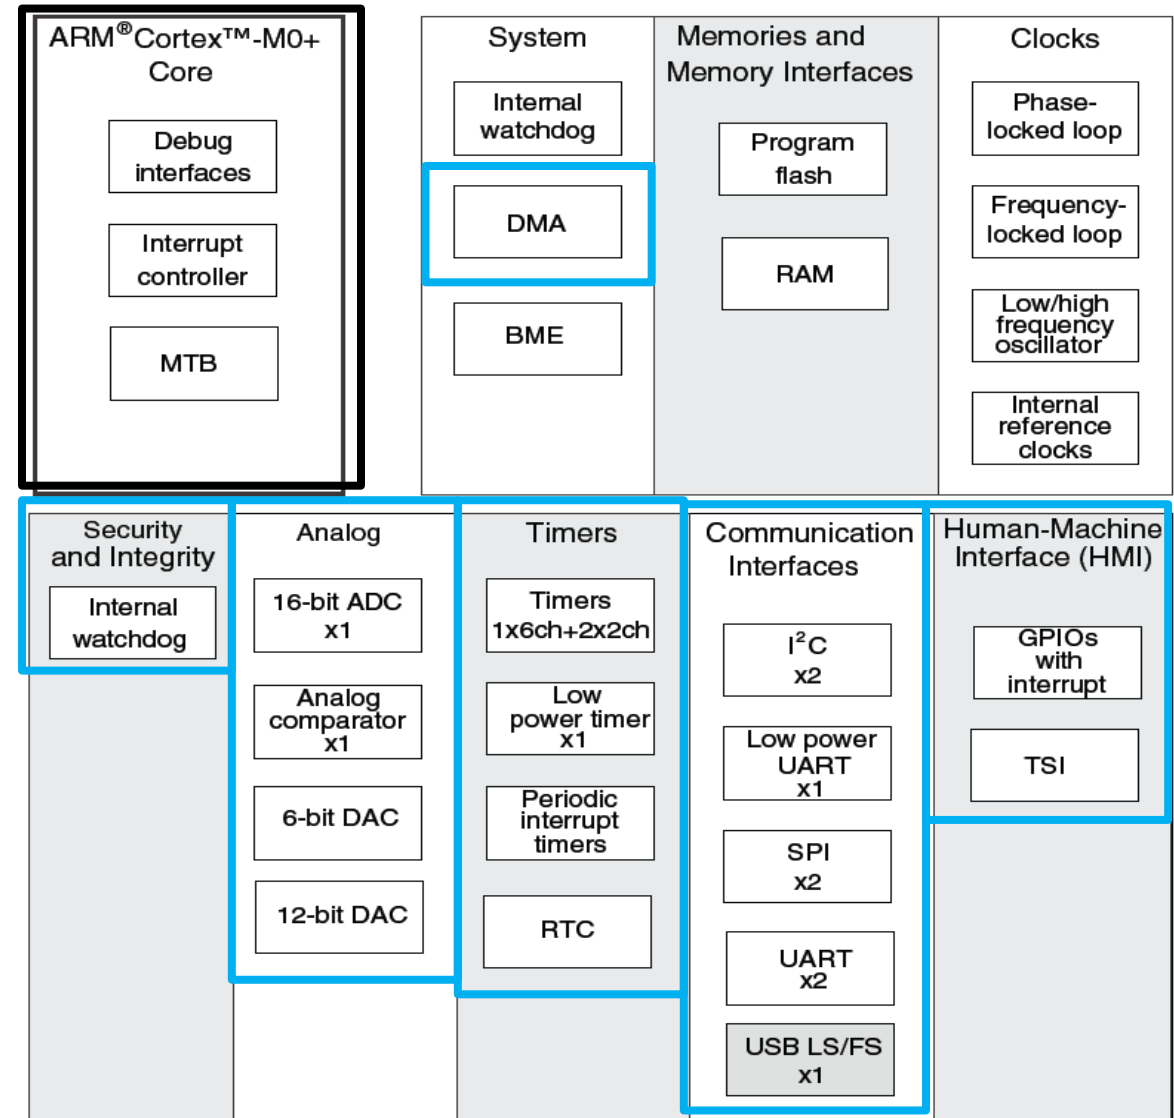 ARM®Cortex™-M0+
Core
Debug
interfaces
Interrupt
controller
MTB
System
Internal
watchdog
DMA
BME
Memories and
Memory Interfaces
Program
flash
RAM
Clocks
Phase-
locked loop
Frequency-
locked loop
Low/high
frequency
oscillator
Internal
reference
clocks
Security
and Integrity
Internal
watchdog
Analog
16-bit ADC
x1
Analog
comparator
x1
6-bit DAC
12-bit DAC
Timers
Timers
1x6ch+2x2ch
Low
power timer
x1
Periodic
interrupt
timers
RTC
Communication
Interfaces
I²C
x2
Low power
UART
x1
SPI
x2
UART
x2
USB LS/FS
x1
Human-Machine
Interface (HMI)
GPIOs
with
interrupt
TSI